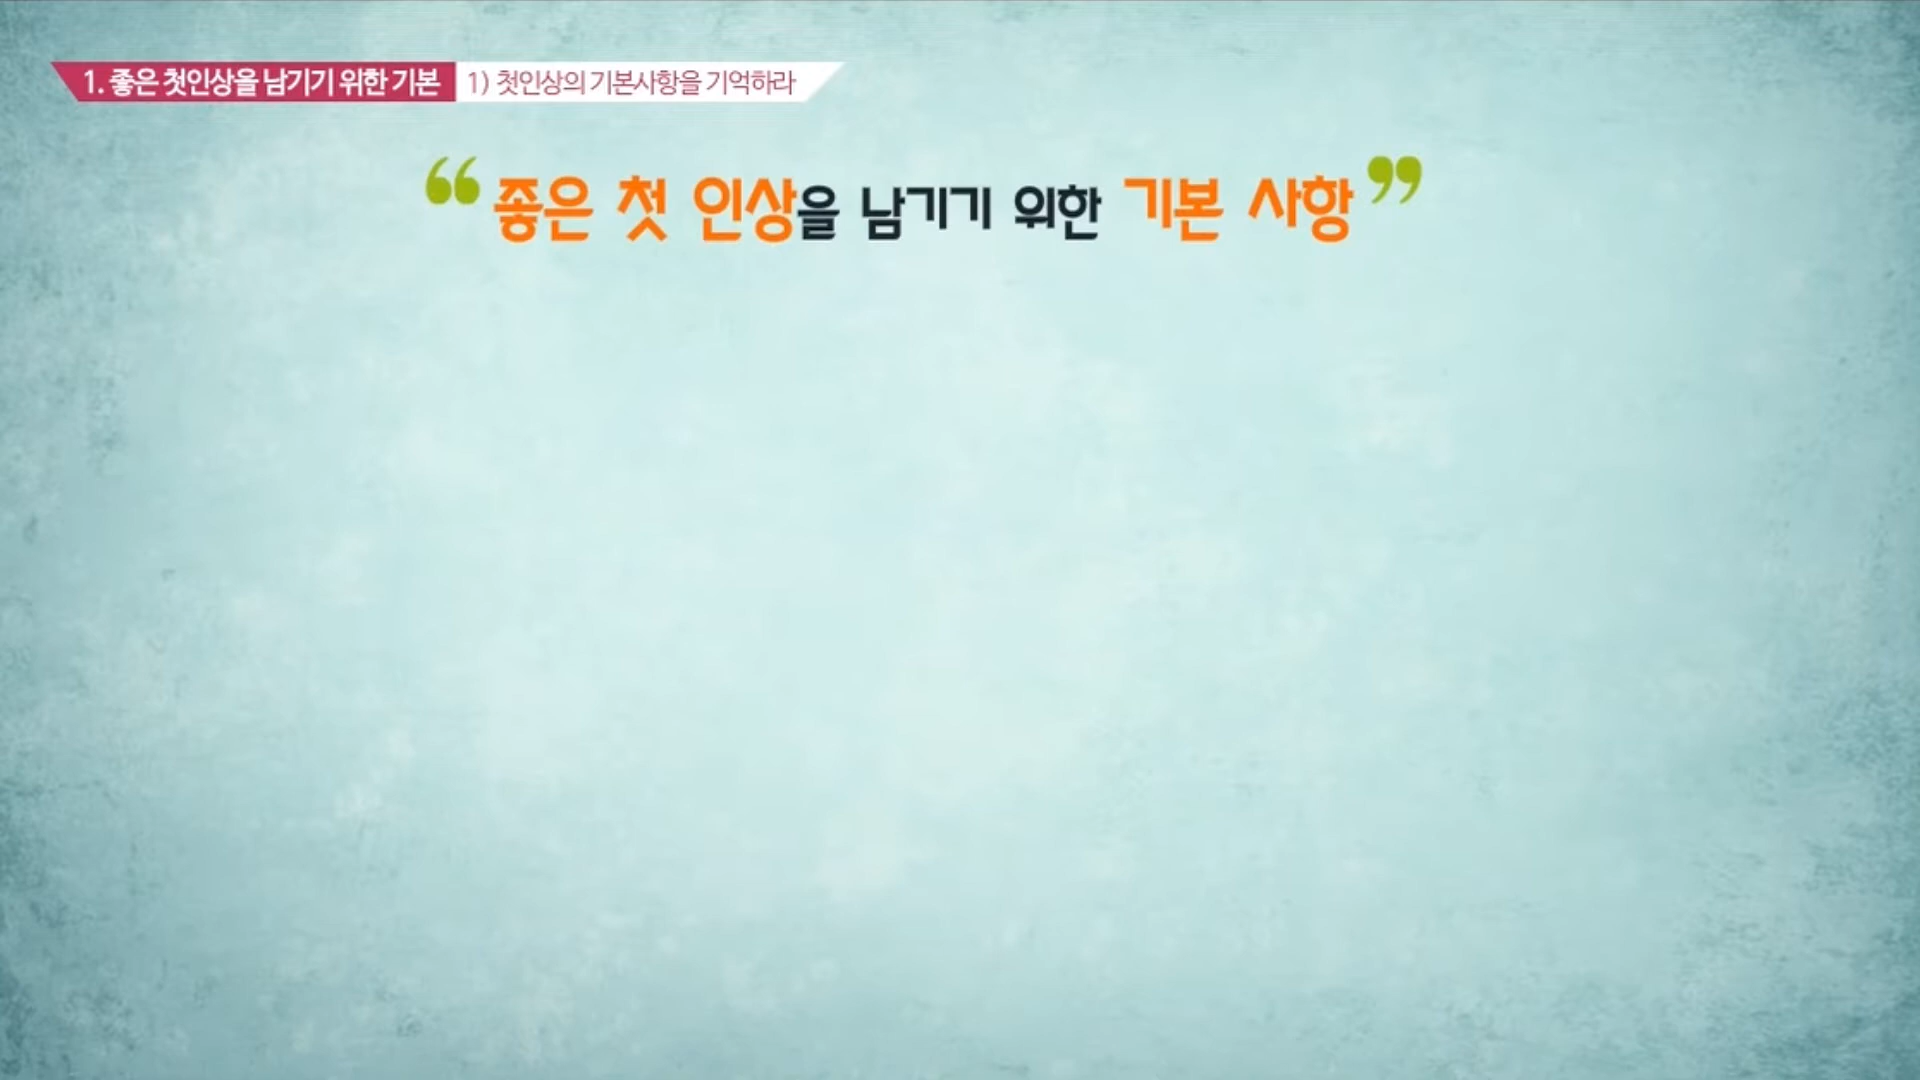 1. 좋은 첫인상을 남기기 위한 기본 1) 첫인상의 기본사항을 기억하라
“좋은 첫 인상을 남기기 위한 기본 사항”